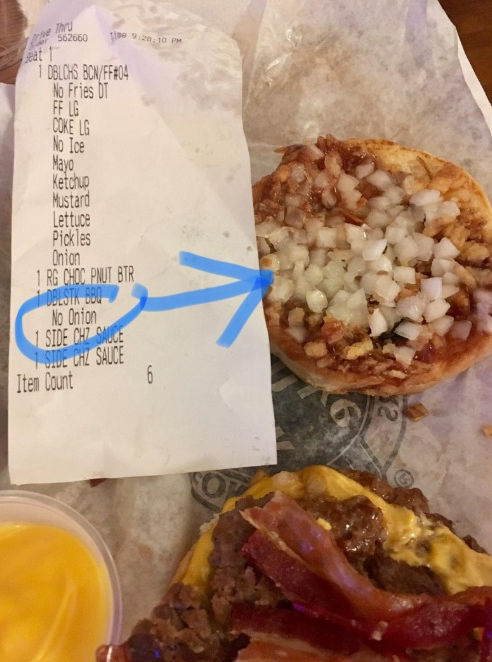 Drive Thru
562660 Time 9:28:10 PM
Seat 1
1 DBLCHS BCN/FF#04
No Fries DT
FF LG
COKE LG
No Ice
Mayo
Ketchup
Mustard
Lettuce
Pickles
Onion
1 RG CHOC PNUT BTR
1 DBLSTK BBQ
No Onion
1 SIDE CHZ SAUCE
1 SIDE CHZ SAUCE
Item Count 6